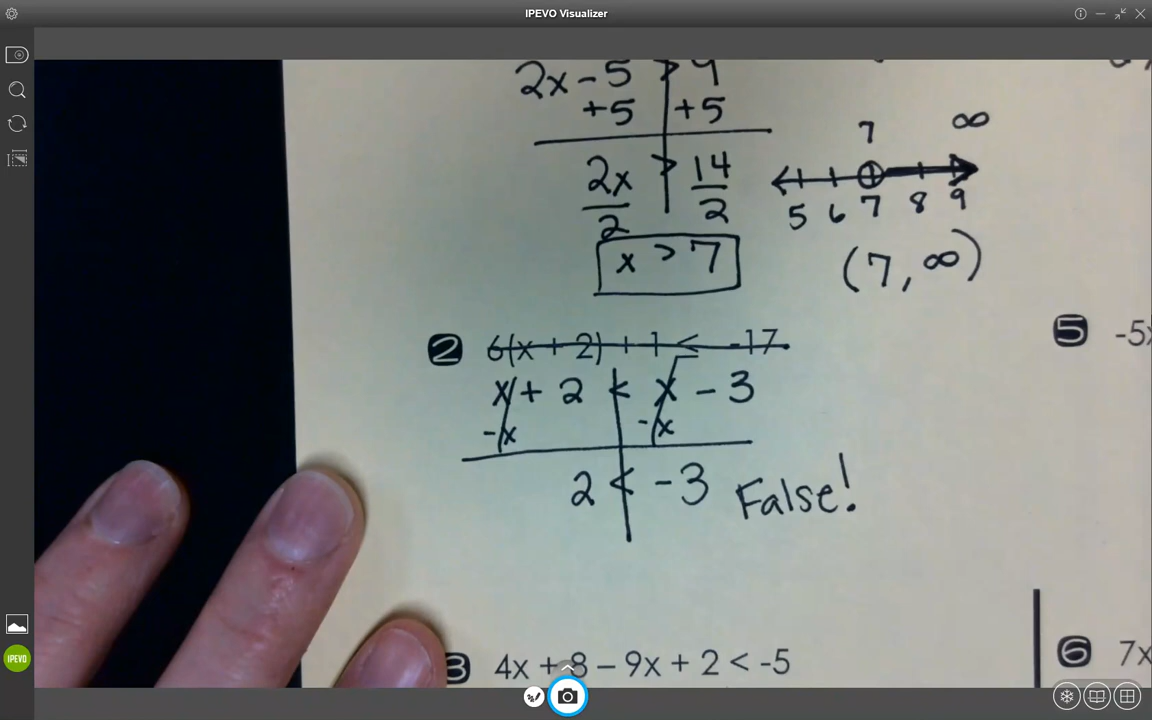 IPEVO Visualizer
2x - 5 > 9
+5 +5
2x > 14
2 2
x > 7
7 ∞
5 6 7 8 9
(7, ∞)
2 6(x + 2) + 1 < -17
x + 2 < x - 3
-x -x
2 < -3 False!
3 4x + 8 – 9x + 2 < -5
5 -5x
6 7x
IPEVO